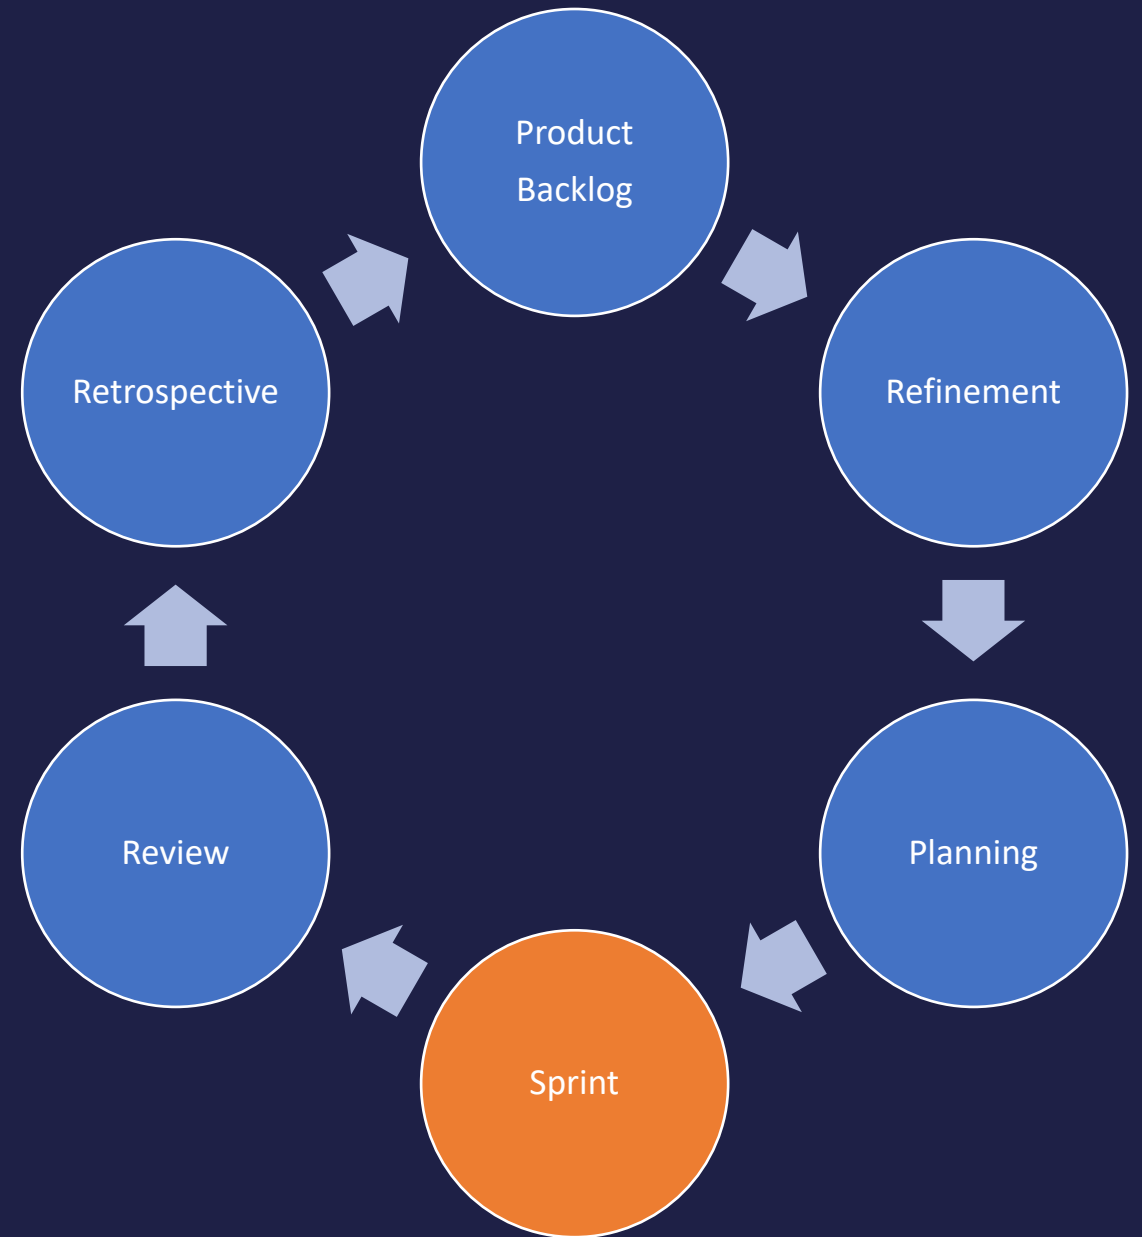 Product
Backlog
Refinement
Planning
Sprint
Review
Retrospective